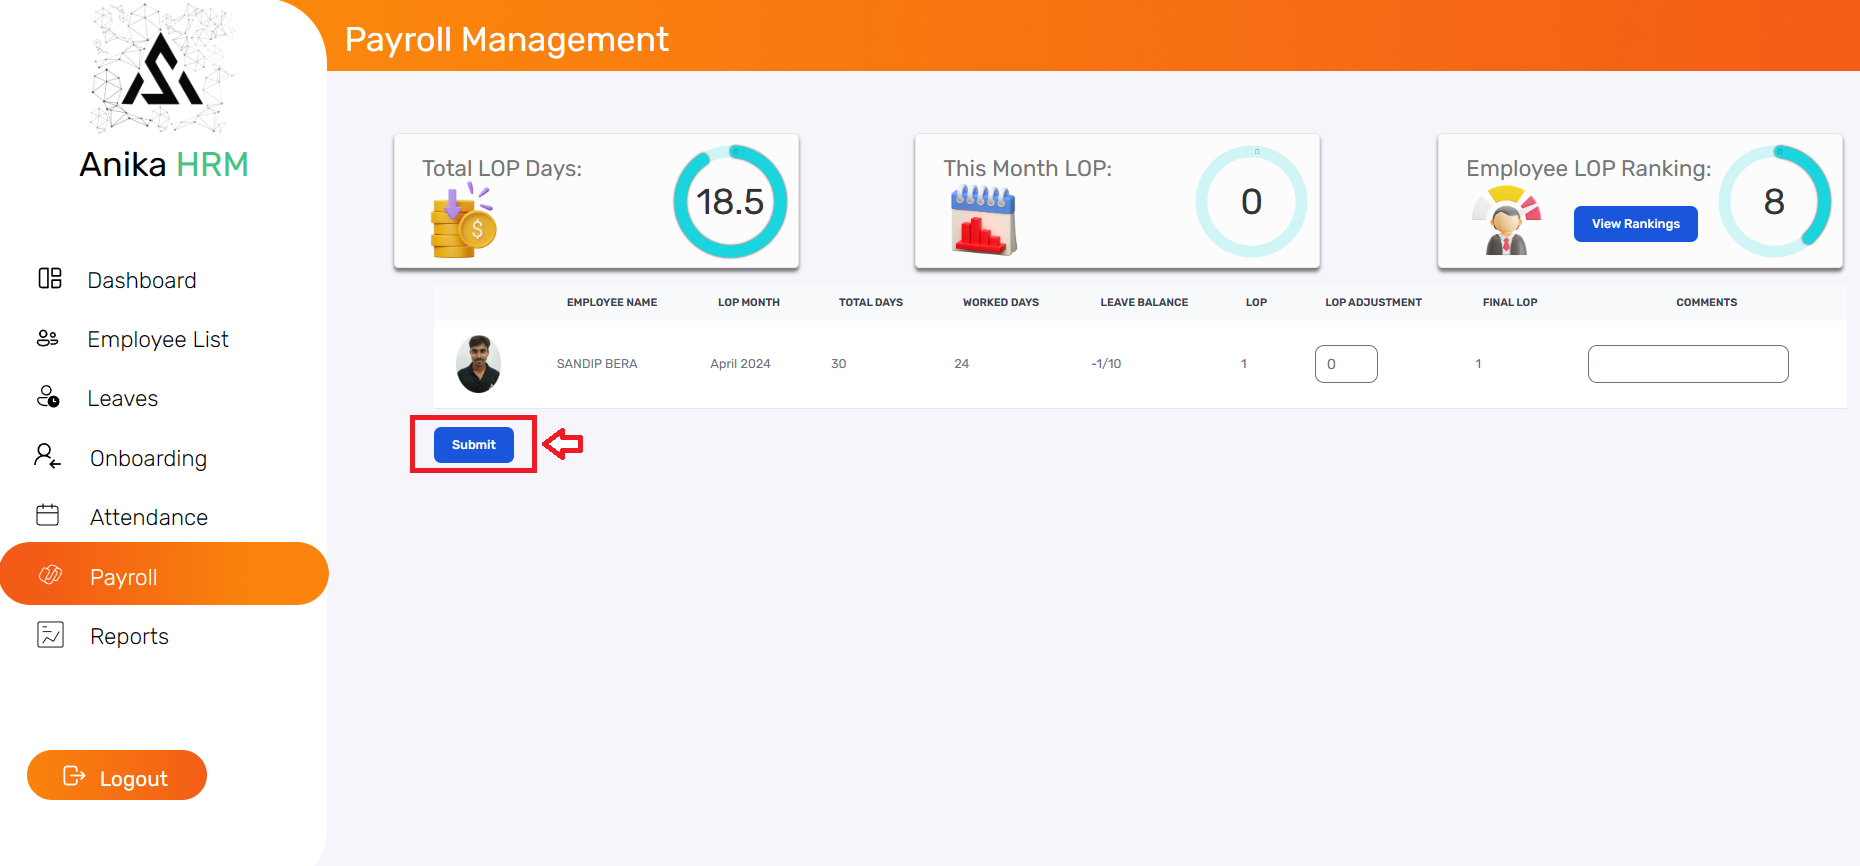 Payroll Management
Anika HRM
Dashboard
Employee List
Leaves
Onboarding
Attendance
Payroll
Reports
Logout
Total LOP Days:
18.5
This Month LOP:
0
Employee LOP Ranking:
View Rankings
8
EMPLOYEE NAME LOP MONTH TOTAL DAYS WORKED DAYS LEAVE BALANCE LOP LOP ADJUSTMENT FINAL LOP COMMENTS
SANDIP BERA April 2024 30 24 -1/10 1 0 1
Submit